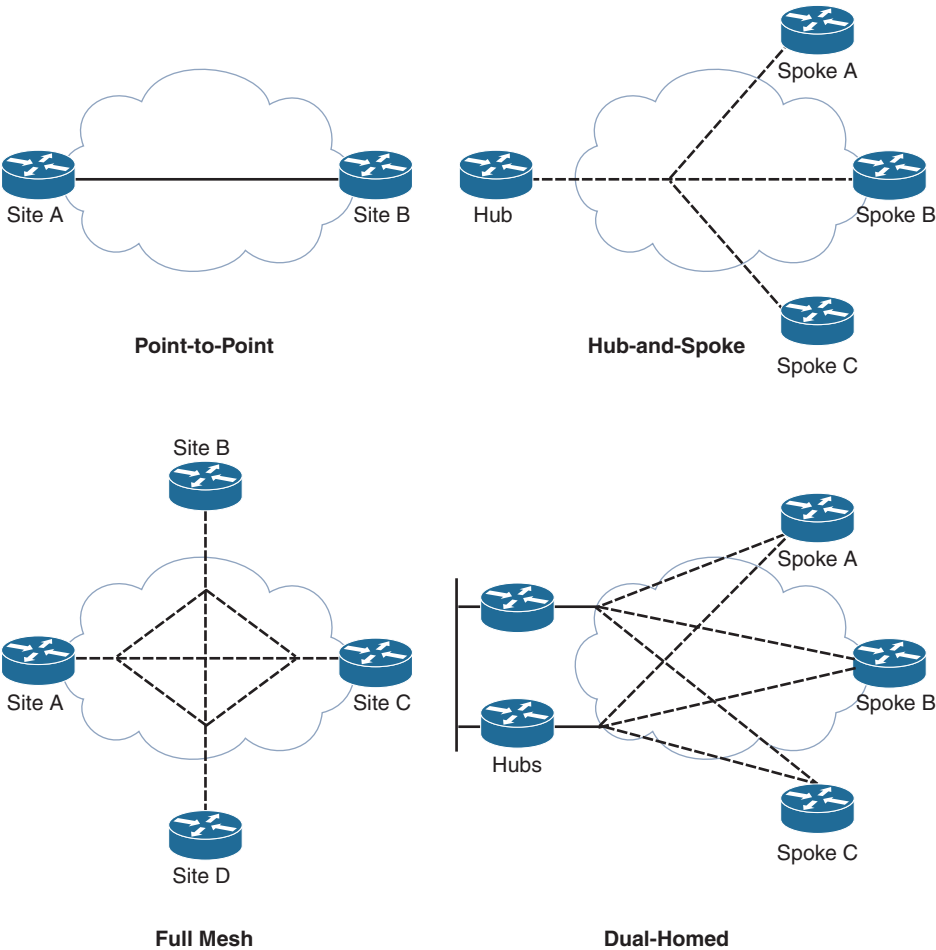 Site A
Site B
Point-to-Point
Hub
Spoke A
Spoke B
Spoke C
Hub-and-Spoke
Site B
Site A
Site C
Site D
Full Mesh
Spoke A
Spoke B
Hubs
Spoke C
Dual-Homed